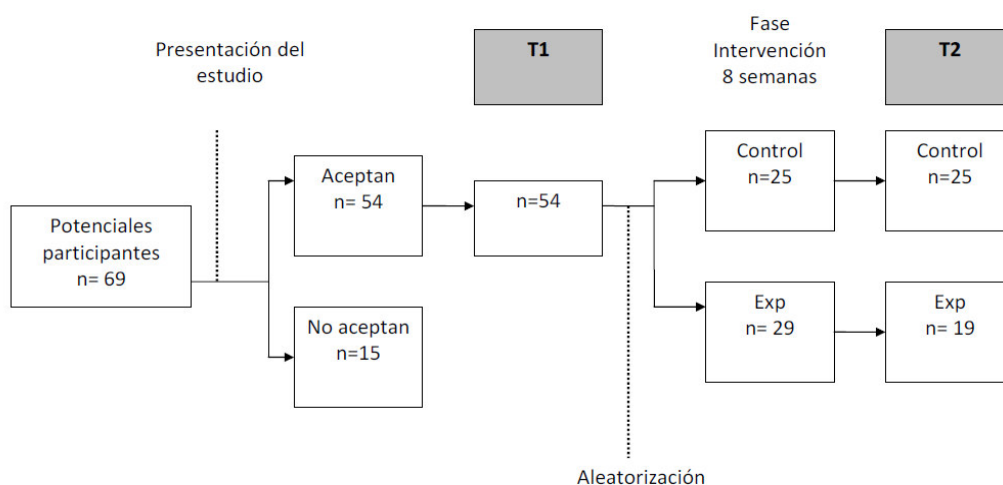 Presentación del
estudio
T1
Fase
Intervención
8 semanas
T2
Potenciales
participantes
n= 69
Aceptan
n= 54
No aceptan
n=15
n=54
Control
n=25
Control
n=25
Exp
n= 29
Exp
n= 19
Aleatorización